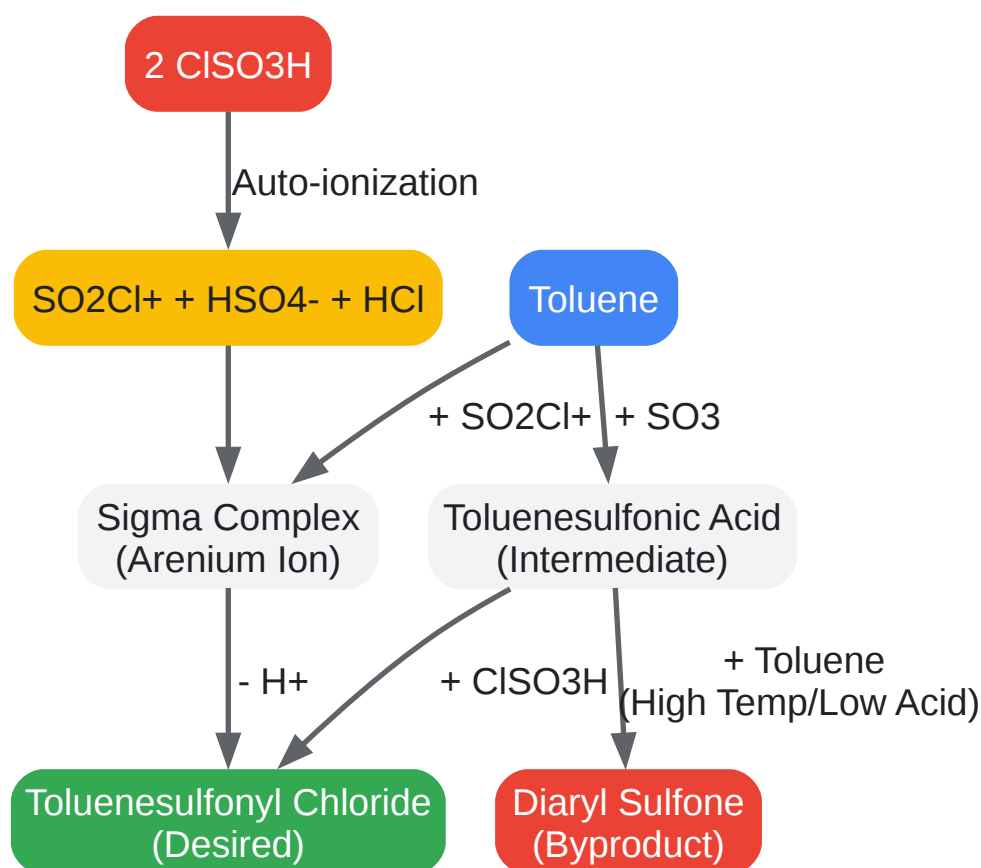 2 ClSO3H
Auto-ionization
SO2Cl+ + HSO4- + HCl
Toluene
+ SO2Cl+
+ SO3
Sigma Complex
(Arenium Ion)
Toluenesulfonic Acid
(Intermediate)
- H+
+ ClSO3H
+ Toluene
(High Temp/Low Acid)
Toluenesulfonyl Chloride
(Desired)
Diaryl Sulfone
(Byproduct)